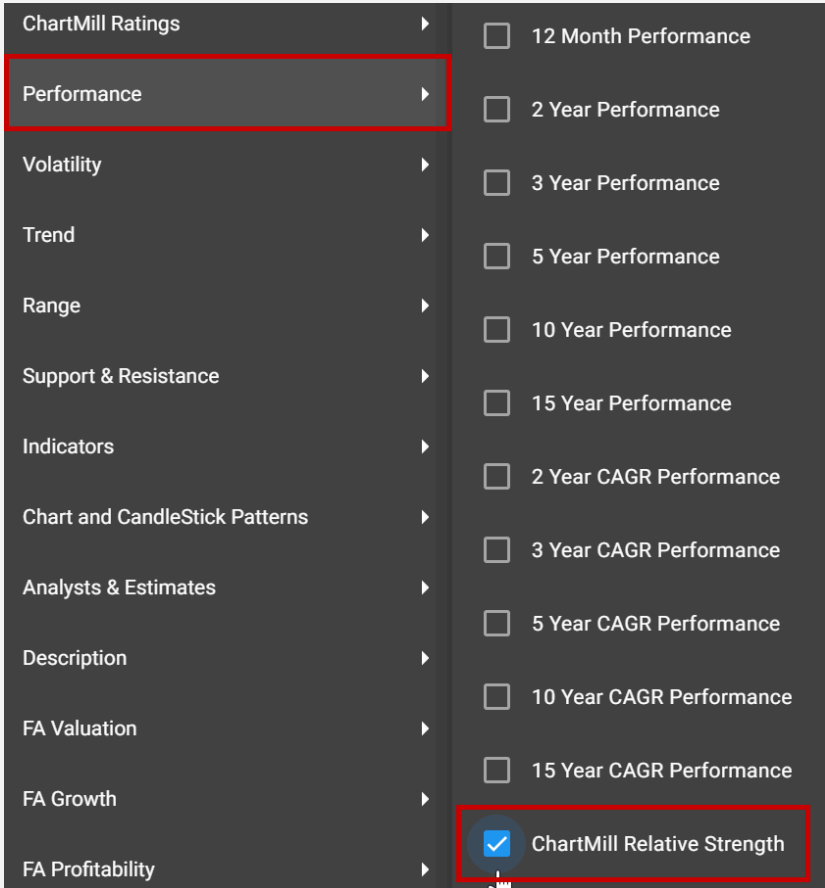 ChartMill Ratings
Performance
Volatility
Trend
Range
Support & Resistance
Indicators
Chart and CandleStick Patterns
Analysts & Estimates
Description
FA Valuation
FA Growth
FA Profitability
12 Month Performance
2 Year Performance
3 Year Performance
5 Year Performance
10 Year Performance
15 Year Performance
2 Year CAGR Performance
3 Year CAGR Performance
5 Year CAGR Performance
10 Year CAGR Performance
15 Year CAGR Performance
ChartMill Relative Strength